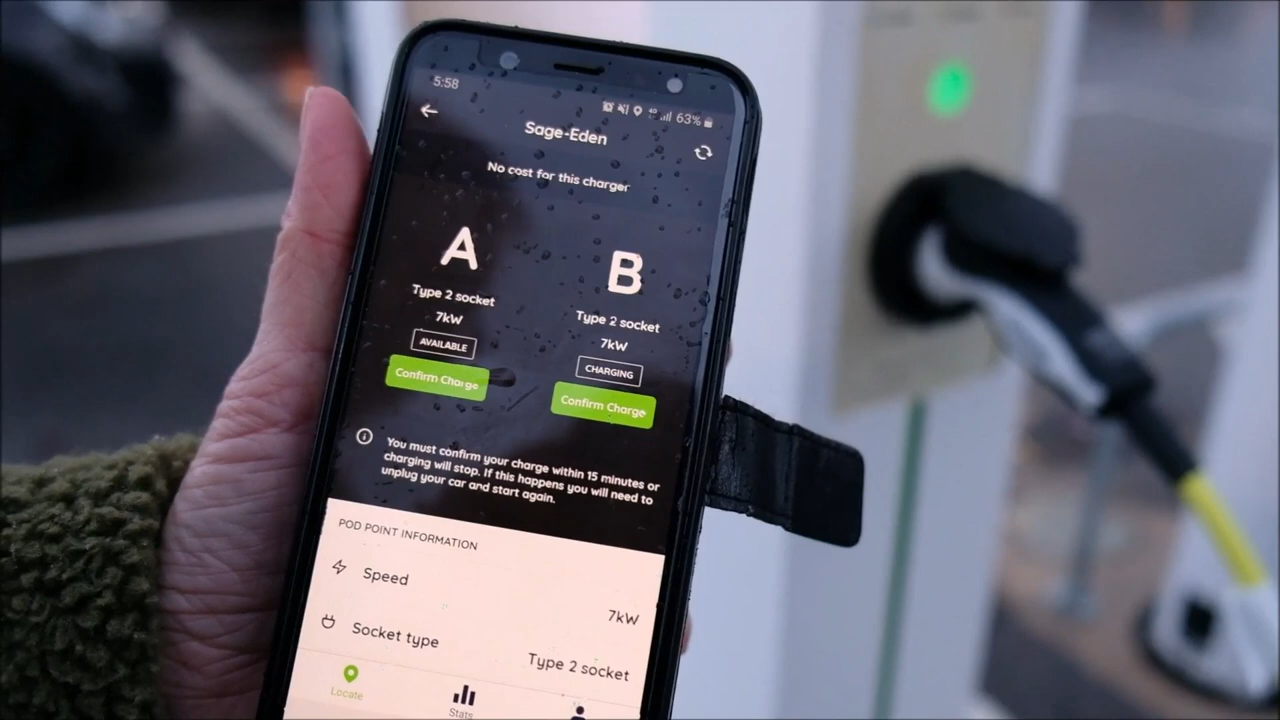 5:58
4G 63%
Sage-Eden
No cost for this charger
A
B
Type 2 socket
Type 2 socket
7kW
7kW
AVAILABLE
CHARGING
Confirm Charge
Confirm Charge
You must confirm your charge within 15 minutes or
charging will stop. If this happens you will need to
unplug your car and start again.
POD POINT INFORMATION
Speed
7kW
Socket type
Type 2 socket
Locate
Stats